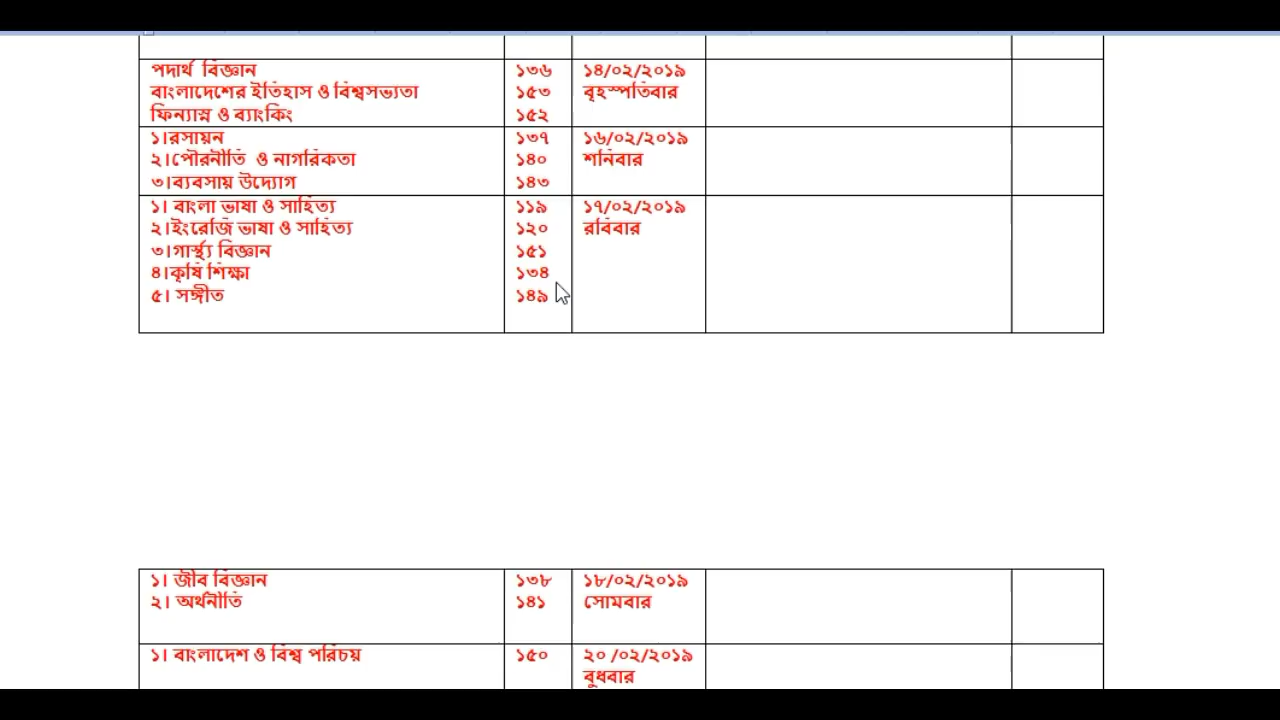 পদার্থ বিজ্ঞান ১৩৬ ১৪/০২/২০১৯
বাংলাদেশের ইতিহাস ও বিশ্বসভ্যতা ১৫৩ বৃহস্পতিবার
ফিন্যান্স ও ব্যাংকিং ১৫২
১।রসায়ন ১৩৭ ১৬/০২/২০১৯
২।পৌরনীতি ও নাগরিকতা ১৪০ শনিবার
৩।ব্যবসায় উদ্যোগ ১৪৩
১। বাংলা ভাষা ও সাহিত্য ১১৯ ১৭/০২/২০১৯
২।ইংরেজি ভাষা ও সাহিত্য ১২০ রবিবার
৩।গার্স্থ্য বিজ্ঞান ১৫১
৪।কৃষি শিক্ষা ১৩৪
৫। সঙ্গীত ১৪৯
১। জীব বিজ্ঞান ১৩৮ ১৮/০২/২০১৯
২। অর্থনীতি ১৪১ সোমবার
১। বাংলাদেশ ও বিশ্ব পরিচয় ১৫০ ২০ /০২/২০১৯
বুধবার